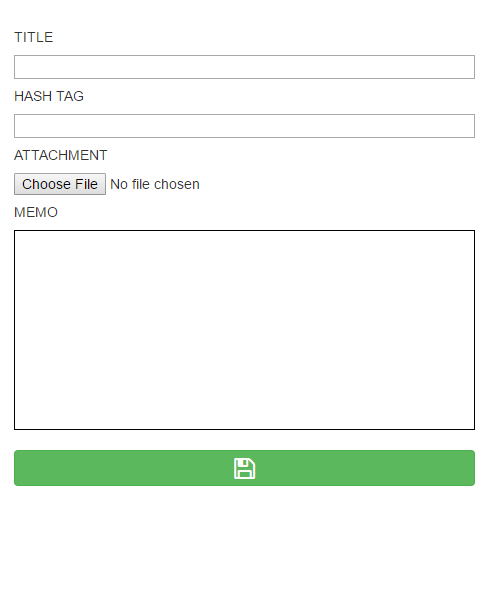 TITLE
HASH TAG
ATTACHMENT
Choose File No file chosen
MEMO